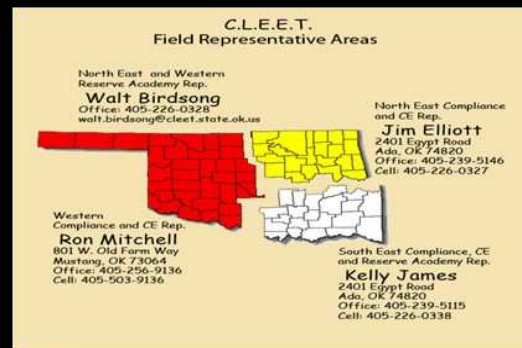 C.L.E.E.T.
Field Representative Areas
North East and Western
Reserve Academy Rep.
Walt Birdsong
Office: 405-226-0328
walt.birdsong@cleet.state.ok.us
North East Compliance
and CE Rep.
Jim Elliott
2401 Egypt Road
Ada, OK 74820
Office: 405-239-5146
Cell: 405-226-0327
Western
Compliance and CE Rep.
Ron Mitchell
801 W. Old Farm Way
Mustang, OK 73064
Office: 405-256-9136
Cell: 405-503-9136
South East Compliance, CE
and Reserve Academy Rep.
Kelly James
2401 Egypt Road
Ada, OK 74820
Office: 405-239-5115
Cell: 405-226-0338